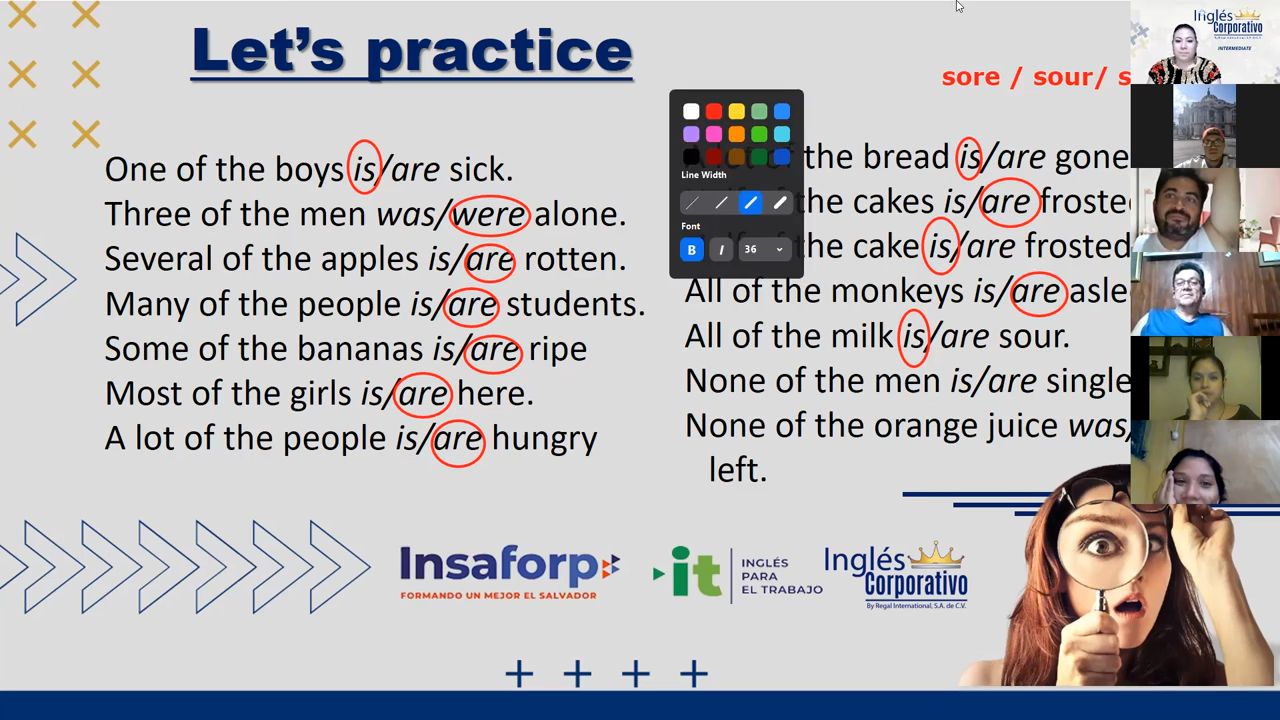 Let's practice
sore / sour/
One of the boys is/are sick.
Three of the men was/were alone.
Several of the apples is/are rotten.
Many of the people is/are students.
Some of the bananas is/are ripe
Most of the girls is/are here.
A lot of the people is/are hungry
the bread is/are gone
the cakes is/are
the cake is/are frosted
All of the monkeys is/are
All of the milk is/are sour.
None of the men is/are single
None of the orange juice was/
left.
Line Width
Font
B I 36
Insaforp
FORMANDO UN MEJOR EL SALVADOR
it INGLÉS
PARA
EL TRABAJO
Inglés
Corporativo
By Regal International, S.A. de C.V.
Inglés
Corporativo
INTERMEDIATE